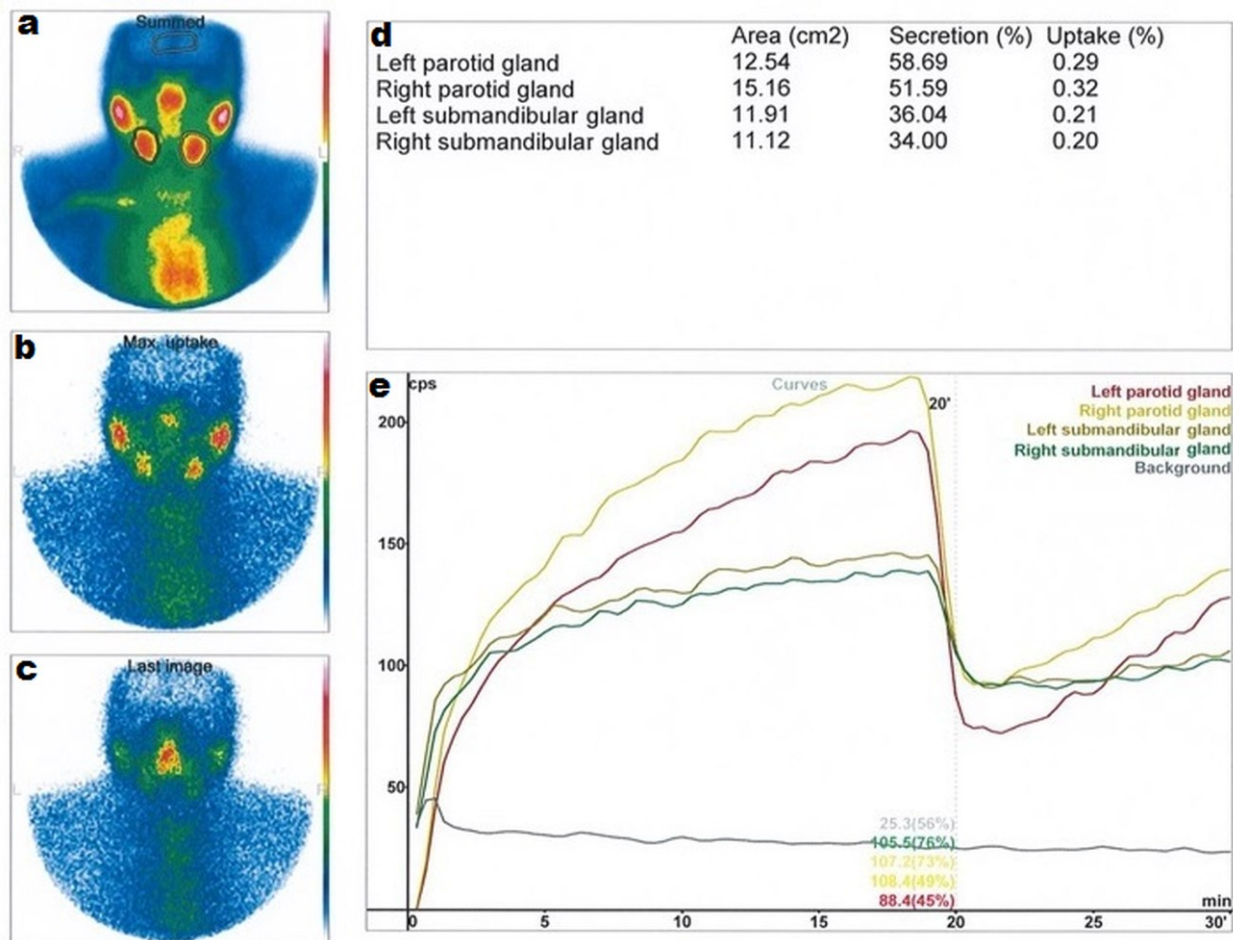 a
Summed
R
L
b
Max. uptake
L
R
c
Last image
L
R
d
Area (cm2) Secretion (%) Uptake (%)
Left parotid gland 12.54 58.69 0.29
Right parotid gland 15.16 51.59 0.32
Left submandibular gland 11.91 36.04 0.21
Right submandibular gland 11.12 34.00 0.20
e
cps
Curves
20'
Left parotid gland
Right parotid gland
Left submandibular gland
Right submandibular gland
Background
200
150
100
50
25.3(56%)
105.5(76%)
107.2(73%)
108.4(49%)
88.4(45%)
min
0 5 10 15 20 25 30'